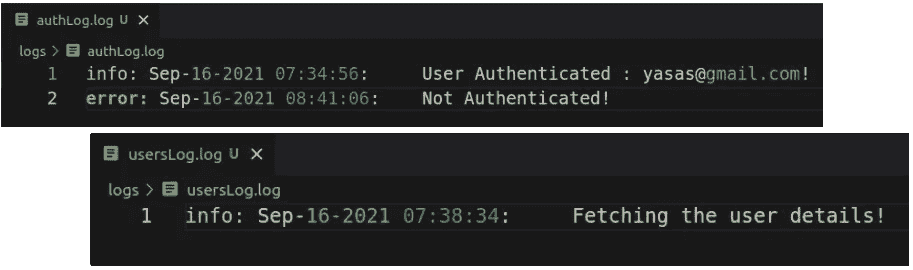 authLog.log U ×
logs > authLog.log
1 info: Sep-16-2021 07:34:56: User Authenticated : yasas@gmail.com!
2 error: Sep-16-2021 08:41:06: Not Authenticated!
usersLog.log U ×
logs > usersLog.log
1 info: Sep-16-2021 07:38:34: Fetching the user details!